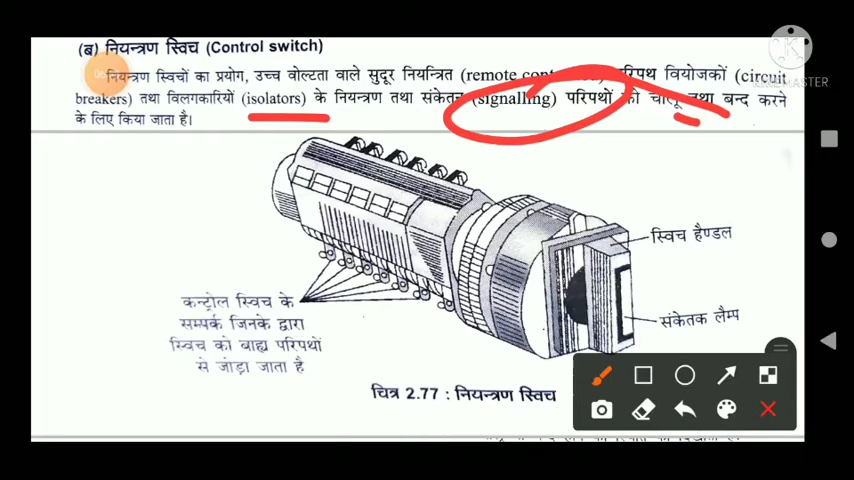 (ब) नियन्त्रण स्विच (Control switch)
नियन्त्रण स्विचों का प्रयोग, उच्च वोल्टता वाले सुदूर नियन्त्रित (remote परिपथ वियोजकों (circuit
breakers) तथा विलगकारियों (isolators) के नियन्त्रण तथा संकेतन (signalling) परिपथों को चालू तथा बन्द करने
के लिए किया जाता है।
स्विच हैण्डल
संकेतक लैम्प
कन्ट्रोल स्विच के
सम्पर्क जिनके द्वारा
स्विच को बाह्य परिपथों
से जोड़ा जाता है
चित्र 2.77 : नियन्त्रण स्विच
KINEMASTER